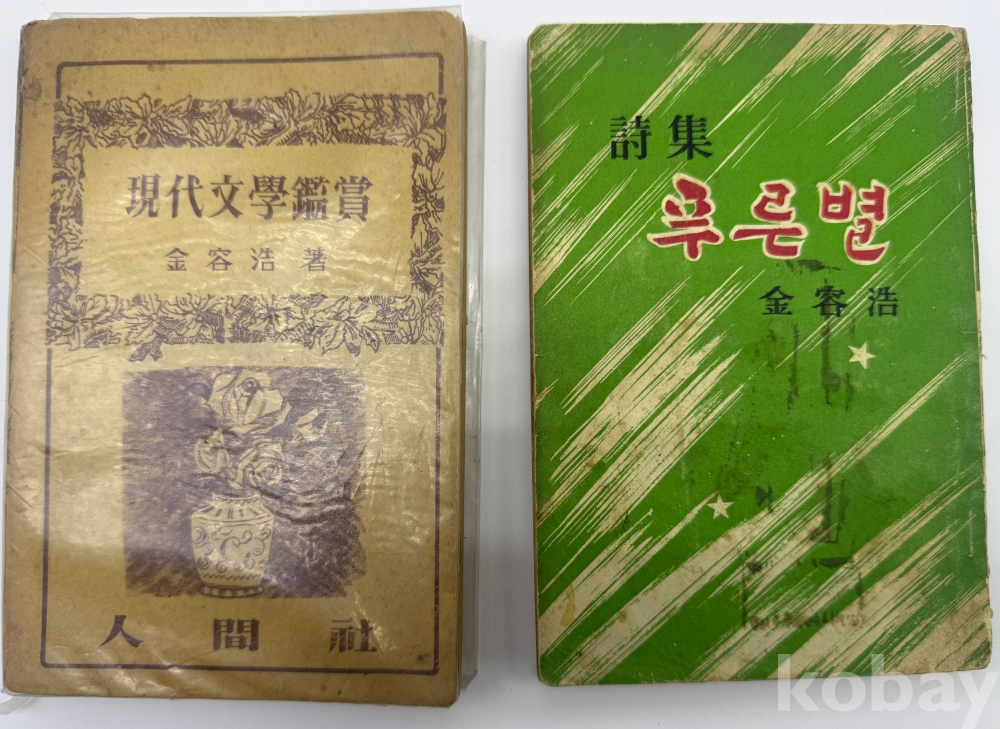 現代文學鑑賞
金容浩 著
人間社
詩集
푸른별
金容浩
kobay